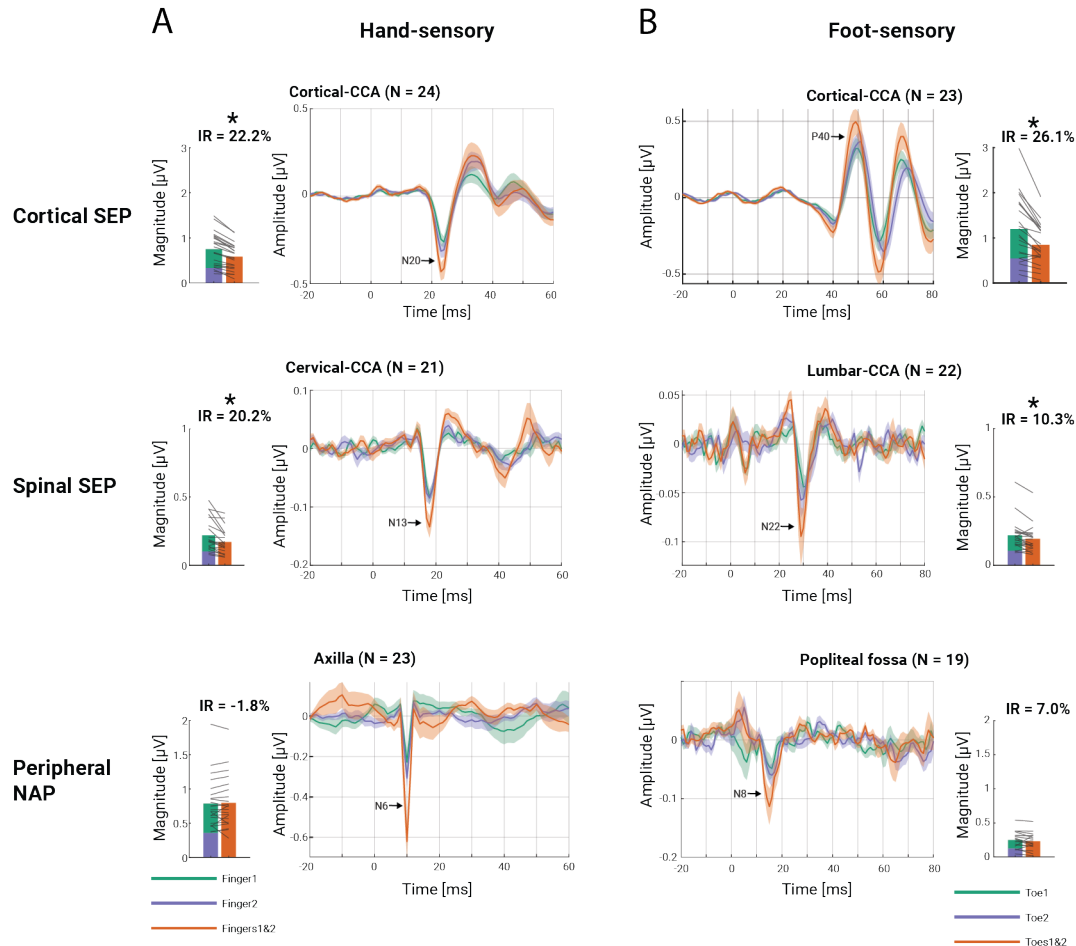 A
Hand-sensory
B
Foot-sensory
Cortical SEP
*
IR = 22.2%
Magnitude [µV]
3
2
1
0
Cortical-CCA (N = 24)
Amplitude [µV]
0.5
0
-0.5
N20
-20
0
20
40
60
Time [ms]
Cortical-CCA (N = 23)
Amplitude [µV]
0.5
0
-0.5
P40
-20
0
20
40
60
80
Time [ms]
*
IR = 26.1%
Magnitude [µV]
3
2
1
0
Spinal SEP
*
IR = 20.2%
Magnitude [µV]
1
0.5
0
Cervical-CCA (N = 21)
Amplitude [µV]
0.1
0
-0.1
-0.2
N13
-20
0
20
40
60
Time [ms]
Lumbar-CCA (N = 22)
Amplitude [µV]
0.05
0
0.05
-0.1
N22
20
0
20
40
60
80
Time [ms]
*
IR = 10.3%
Magnitude [µV]
1
0.5
0
Peripheral
NAP
IR = -1.8%
Magnitude [µV]
2
1.5
1
0.5
0
Axilla (N = 23)
Amplitude [µV]
0
-0.2
-0.4
-0.6
N6
-20
0
20
40
60
Time [ms]
Popliteal fossa (N = 19)
Amplitude [µV]
0
-0.1
-0.2
N8
-20
0
20
40
60
80
Time [ms]
IR = 7.0%
Magnitude [µV]
2
1.5
1
0.5
0
Finger1
Finger2
Fingers1&2
Toe1
Toe2
Toes1&2